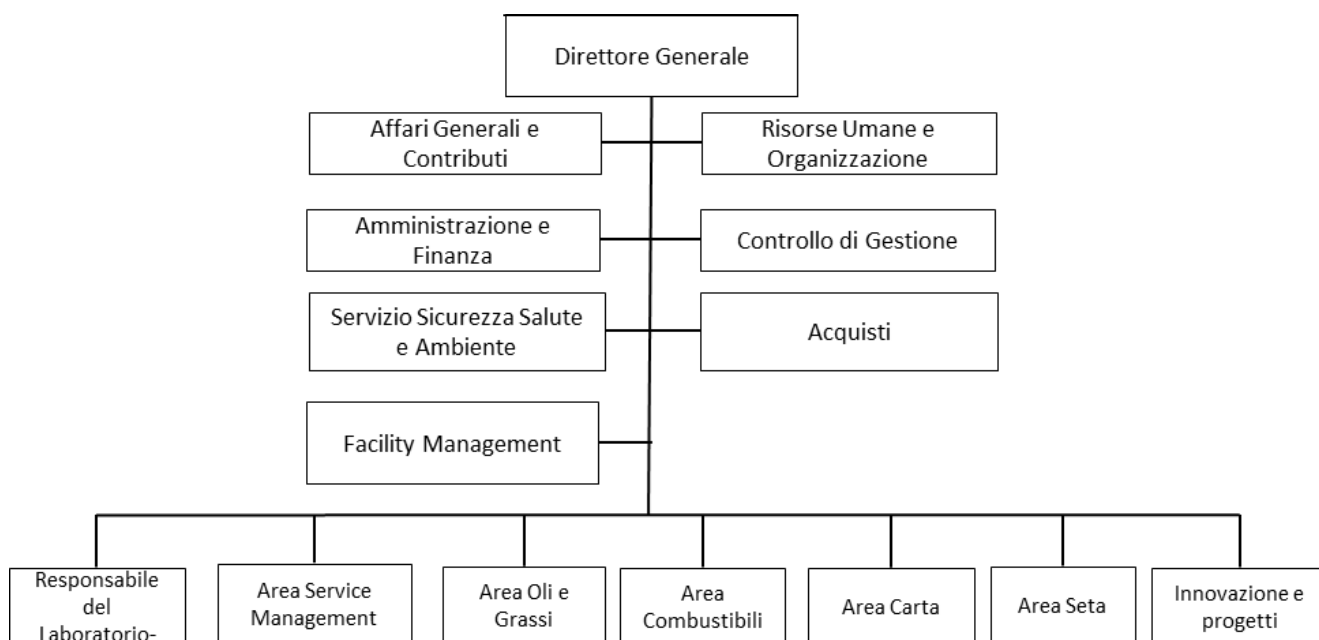 Direttore Generale
Affari Generali e
Contributi
Risorse Umane e
Organizzazione
Amministrazione e
Finanza
Controllo di Gestione
Servizio Sicurezza Salute
e Ambiente
Acquisti
Facility Management
Responsabile
del
Laboratorio-
Area Service
Management
Area Oli e
Grassi
Area
Combustibili
Area Carta
Area Seta
Innovazione e
progetti